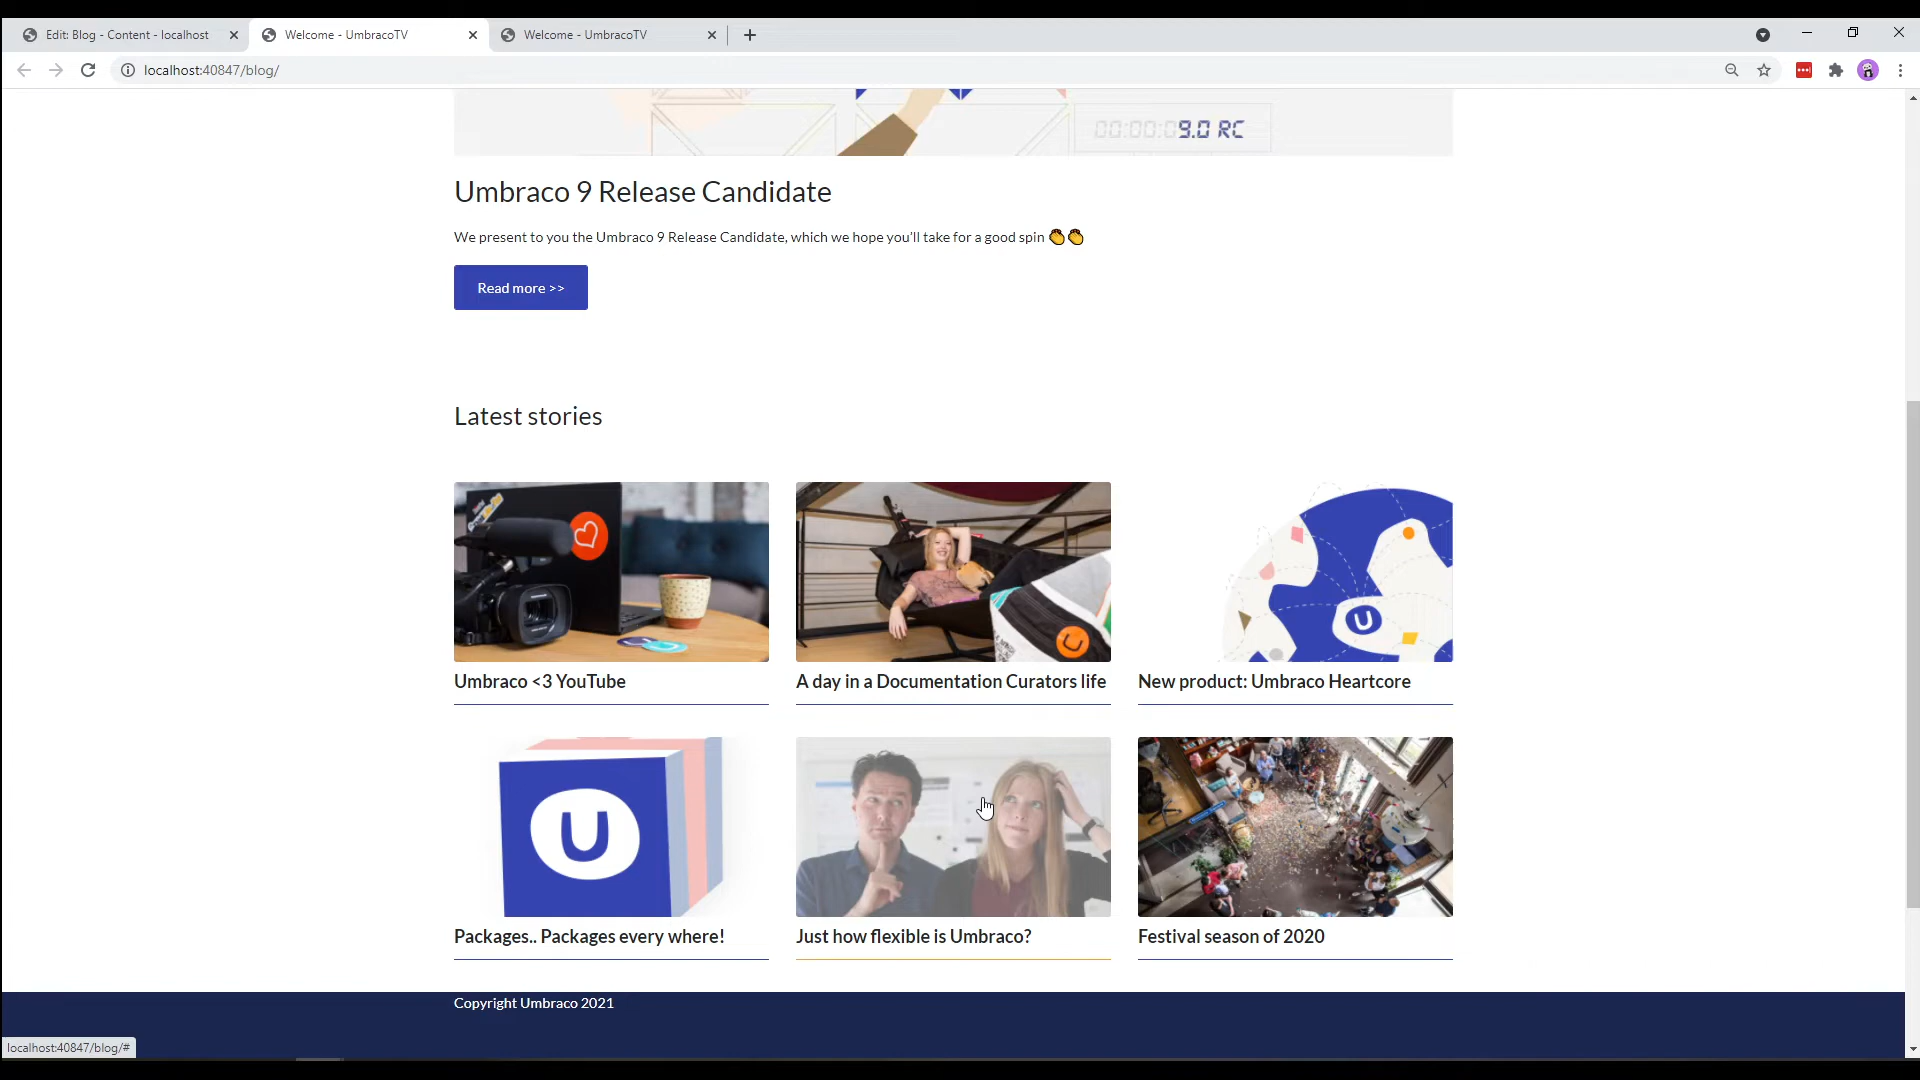 Edit: Blog - Content - localhost
Welcome - UmbracoTV
Welcome - UmbracoTV
localhost:40847/blog/
00:00:09.0 RC
Umbraco 9 Release Candidate
We present to you the Umbraco 9 Release Candidate, which we hope you'll take for a good spin 👏👏
Read more >>
Latest stories
Umbraco <3 YouTube
A day in a Documentation Curators life
New product: Umbraco Heartcore
Packages.. Packages every where!
Just how flexible is Umbraco?
Festival season of 2020
Copyright Umbraco 2021
localhost:40847/blog/#